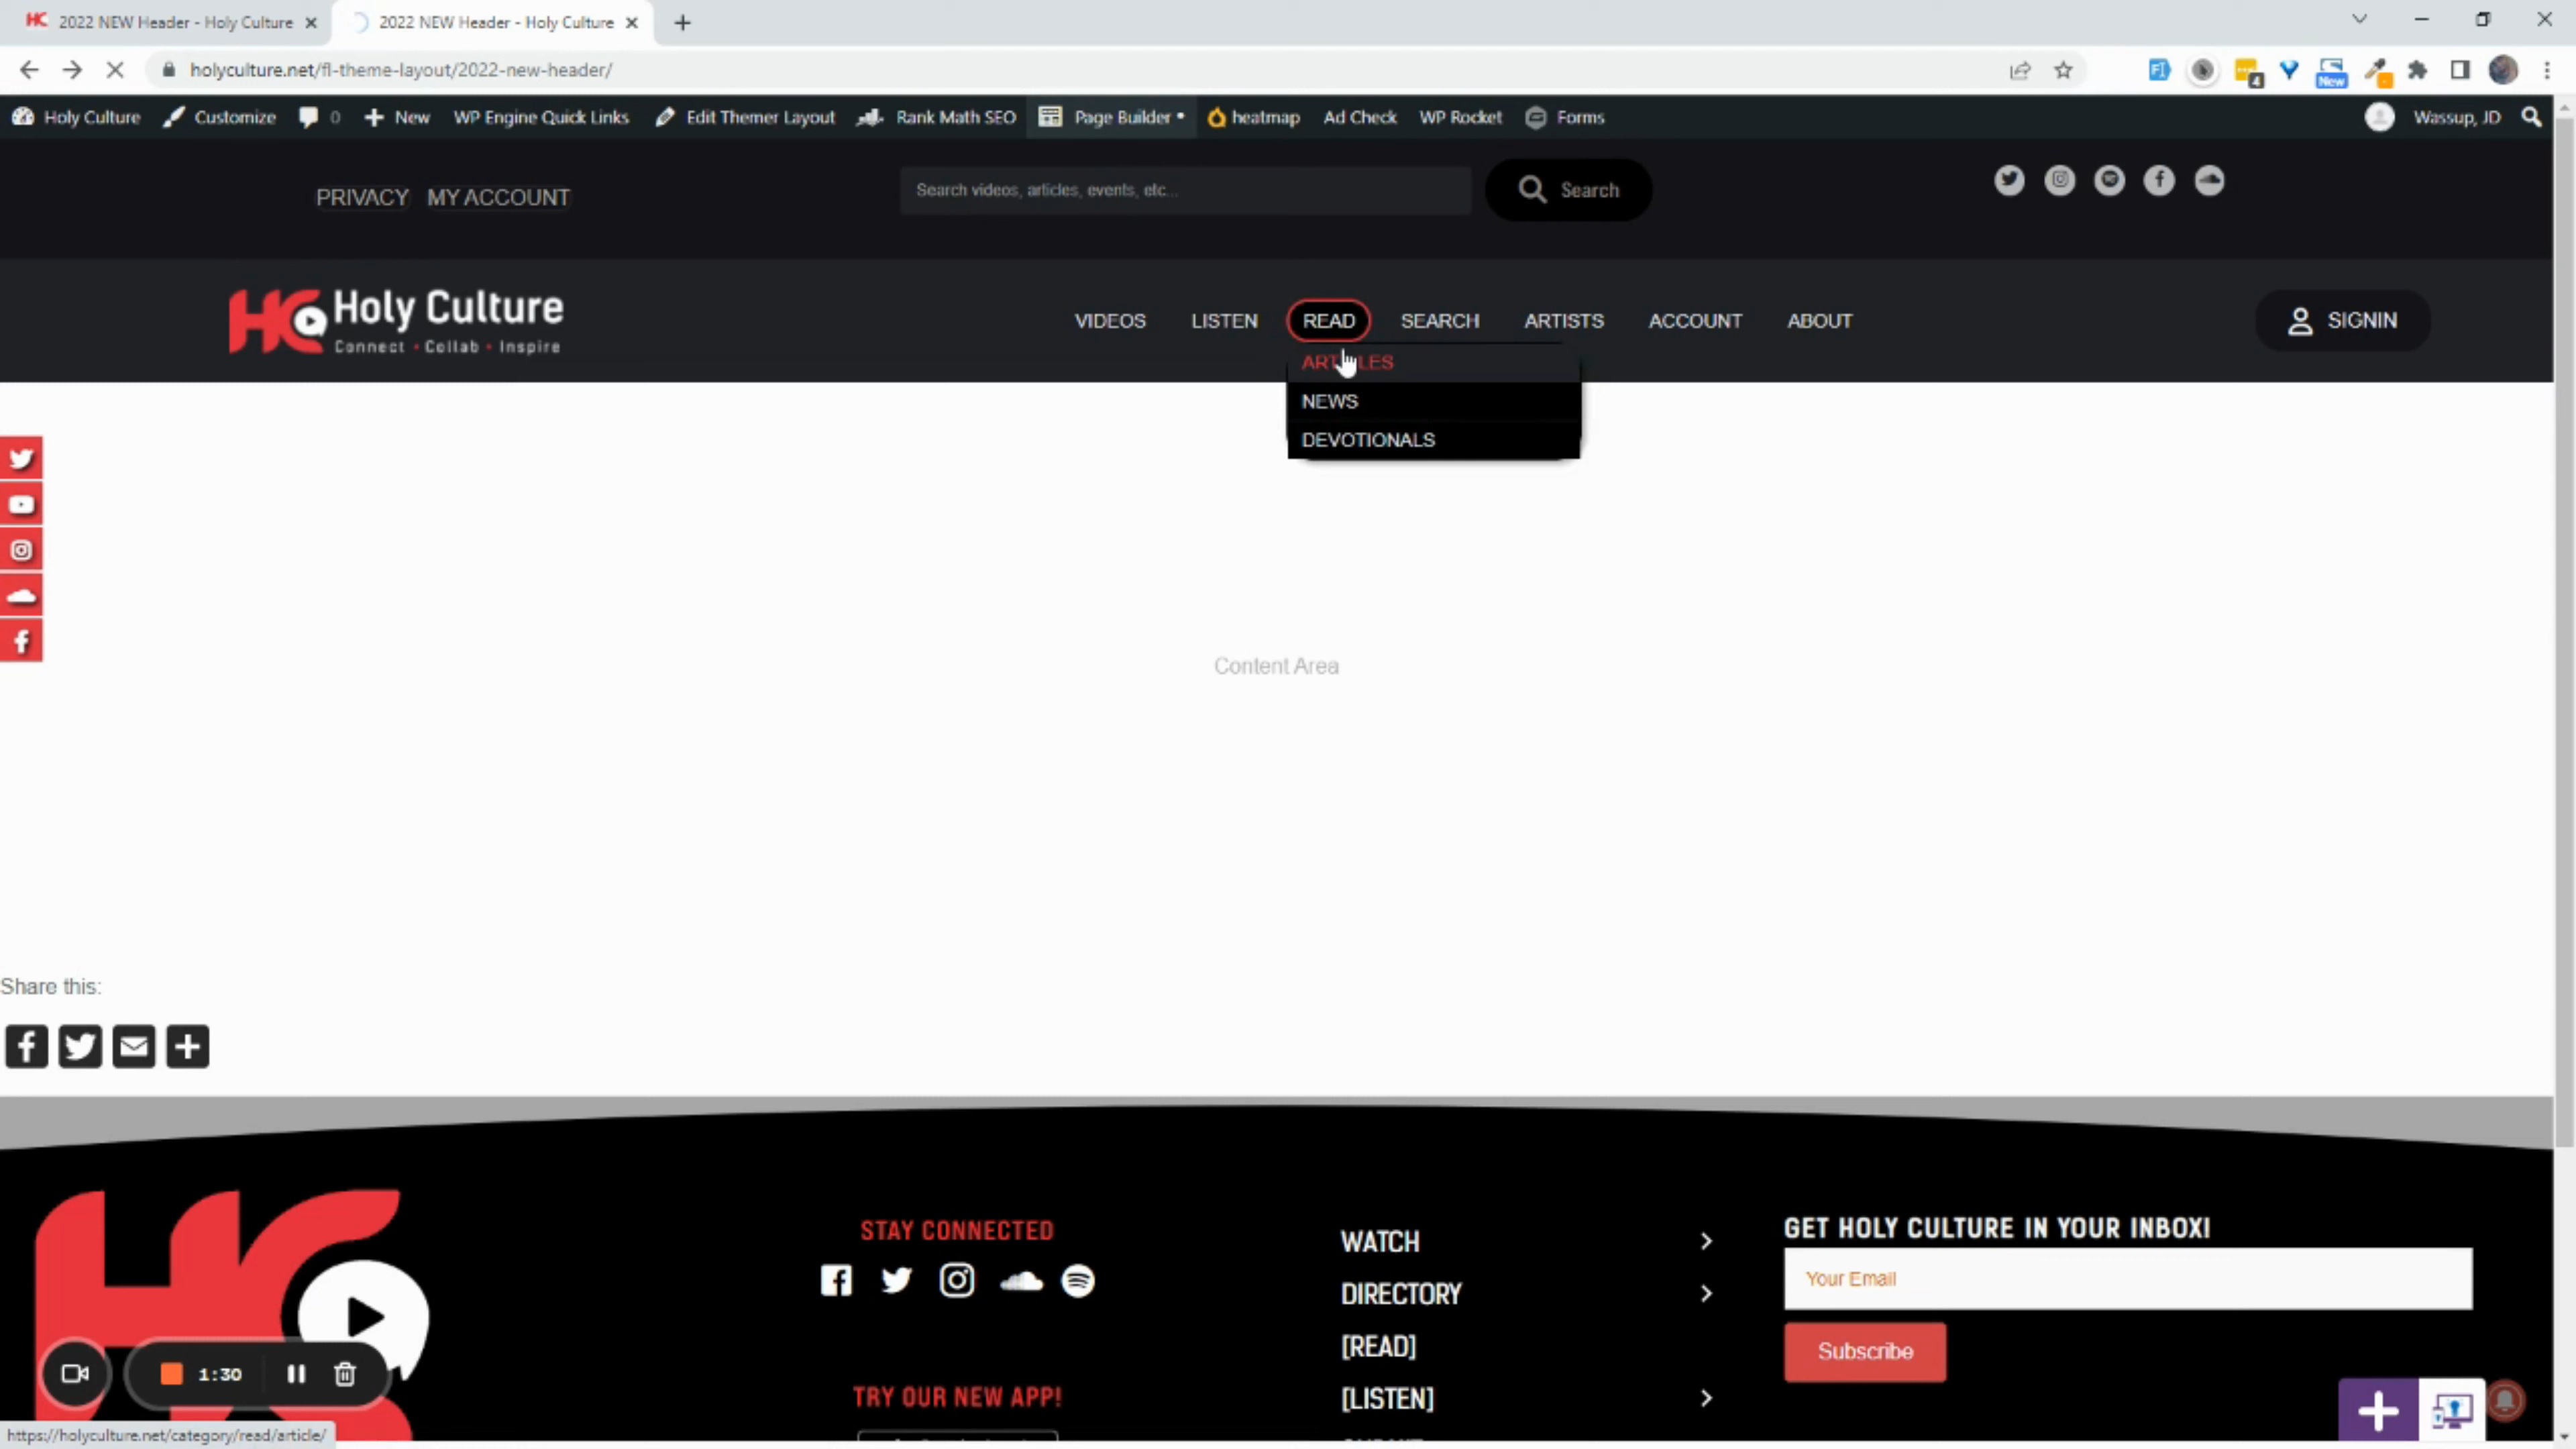 2022 NEW Header - Holy Culture
2022 NEW Header - Holy Culture
holyculture.net/fl-theme-layout/2022-new-header/
4
New
Holy Culture
Customize
0
New
WP Engine Quick Links
Edit Themer Layout
Rank Math SEO
Page Builder •
heatmap
Ad Check
WP Rocket
Forms
Wassup, JD
PRIVACY MY ACCOUNT
Search videos, articles, events, etc...
Search
HC Holy Culture
Connect • Collab • Inspire
VIDEOS LISTEN READ SEARCH ARTISTS ACCOUNT ABOUT
SIGNIN
ARTICLES
NEWS
DEVOTIONALS
Content Area
Share this:
STAY CONNECTED
TRY OUR NEW APP!
WATCH
DIRECTORY
[READ]
[LISTEN]
GET HOLY CULTURE IN YOUR INBOX!
Your Email
Subscribe
HC
1:30
https://holyculture.net/category/read/article/